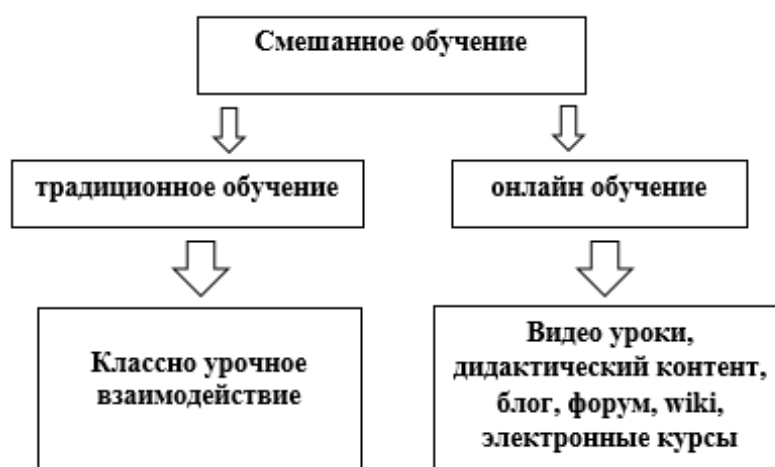 Смешанное обучение
традиционное обучение
онлайн обучение
Классно урочное
взаимодействие
Видео уроки,
дидактический контент,
блог, форум, wiki,
электронные курсы